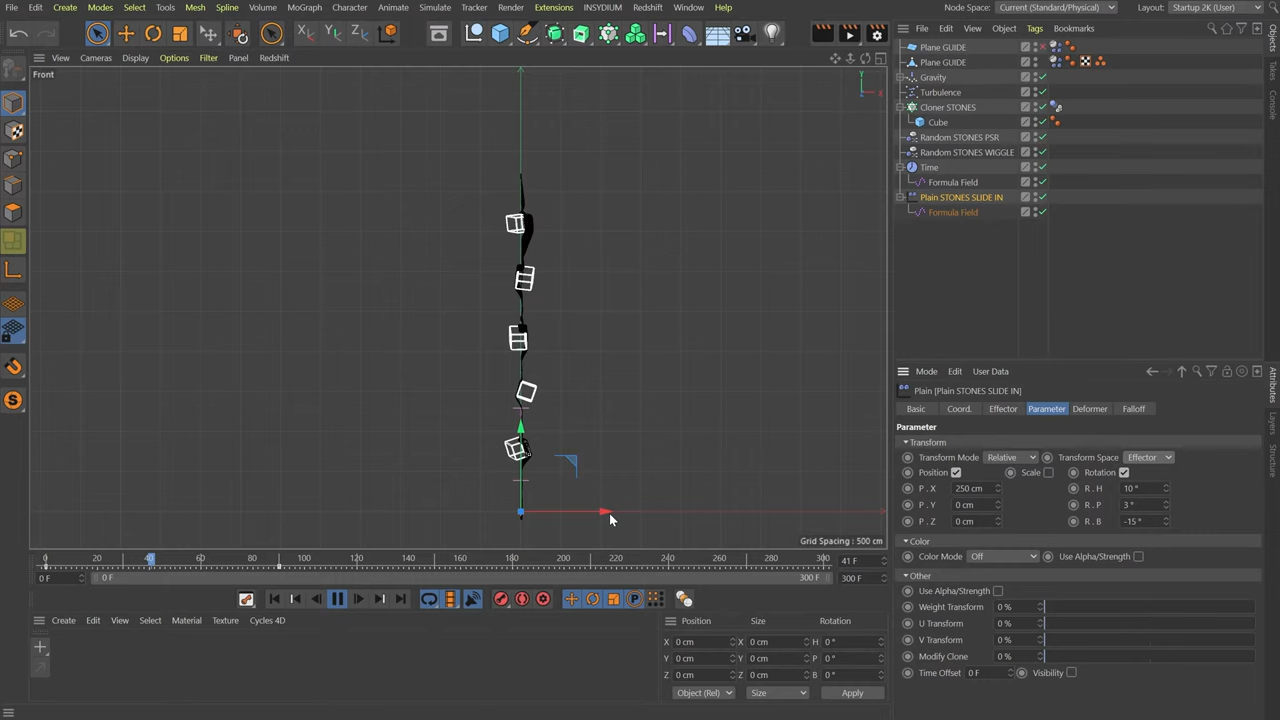 File Create Modes Select Tools Mesh Spline Volume MoGraph Character Animate Simulate Tracker Render Extensions INSYDIUM Redshift Window Help Node Space: Current (Standard/Physical) Layout: Startup 2K (User)
File Edit View Object Tags Bookmarks
View Cameras Display Options Filter Panel Redshift
Front
Y
X
Plane GUIDE
Plane GUIDE
Gravity
Turbulence
Cloner STONES
Cube
Random STONES PSR
Random STONES WIGGLE
Time
Formula Field
Plain STONES SLIDE IN
Formula Field
Objects
Takes
Console
Mode Edit User Data
Plain [Plain STONES SLIDE IN]
Basic Coord. Effector Parameter Deformer Falloff
Parameter
Transform
Transform Mode Relative Transform Space Effector
Position Scale Rotation
P . X 250 cm R . H 10 °
P . Y 0 cm R . P 3 °
P . Z 0 cm R . B -15 °
Color
Color Mode Off Use Alpha/Strength
Other
Use Alpha/Strength
Weight Transform 0 %
U Transform 0 %
V Transform 0 %
Modify Clone 0 %
Time Offset 0 F Visibility
Attributes
Layers
Structure
Grid Spacing : 500 cm
0 20 40 60 80 100 120 140 160 180 200 220 240 260 280 300 41 F
0 F 0 F 300 F 300 F
Create Edit View Select Material Texture Cycles 4D
Position Size Rotation
X 0 cm X 0 cm H 0 °
Y 0 cm Y 0 cm P 0 °
Z 0 cm Z 0 cm B 0 °
Object (Rel) Size Apply